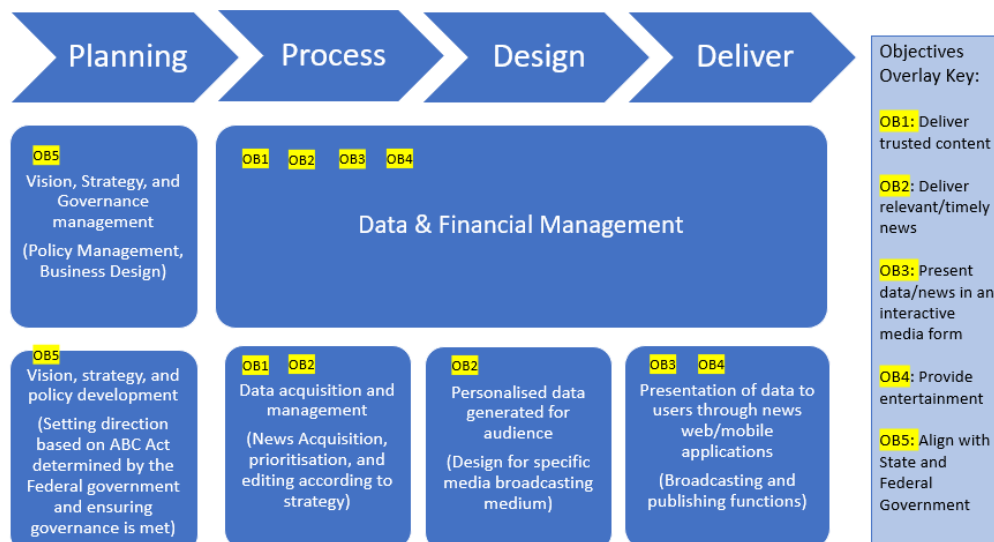 Planning
Process
Design
Deliver
OB5
Vision, Strategy, and
Governance
management
(Policy Management,
Business Design)
OB1 OB2 OB3 OB4
Data & Financial Management
OB5
Vision, strategy, and
policy development
(Setting direction
based on ABC Act
determined by the
Federal government
and ensuring
governance is met)
OB1 OB2
Data acquisition and
management
(News Acquisition,
prioritisation, and
editing according to
strategy)
OB2
Personalised data
generated for
audience
(Design for specific
media broadcasting
medium)
OB3 OB4
Presentation of data to
users through news
web/mobile
applications
(Broadcasting and
publishing functions)
Objectives
Overlay Key:
OB1: Deliver
trusted content
OB2: Deliver
relevant/timely
news
OB3: Present
data/news in an
interactive
media form
OB4: Provide
entertainment
OB5: Align with
State and
Federal
Government